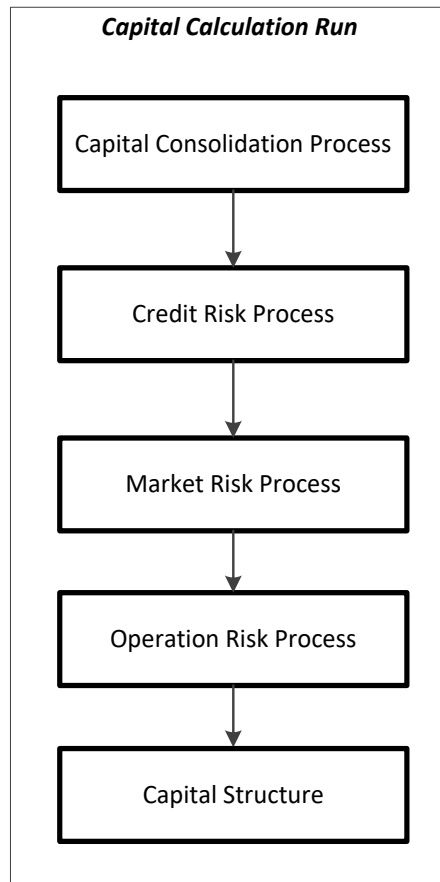 Capital Calculation Run
Capital Consolidation Process
Credit Risk Process
Market Risk Process
Operation Risk Process
Capital Structure